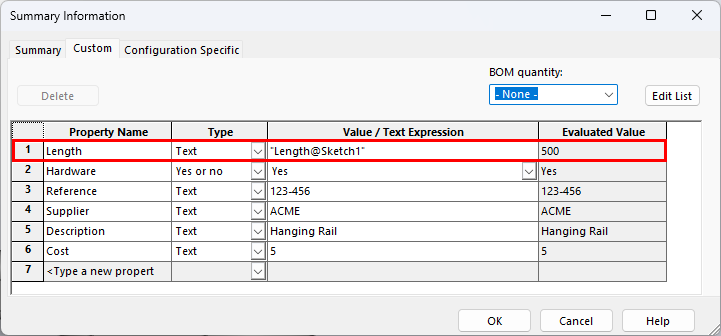 Summary Information
Summary Custom Configuration Specific
BOM quantity:
Delete - None - Edit List
Property Name Type Value / Text Expression Evaluated Value
1 Length Text "Length@Sketch1" 500
2 Hardware Yes or no Yes Yes
3 Reference Text 123-456 123-456
4 Supplier Text ACME ACME
5 Description Text Hanging Rail Hanging Rail
6 Cost Text 5 5
7 <Type a new propert
OK Cancel Help